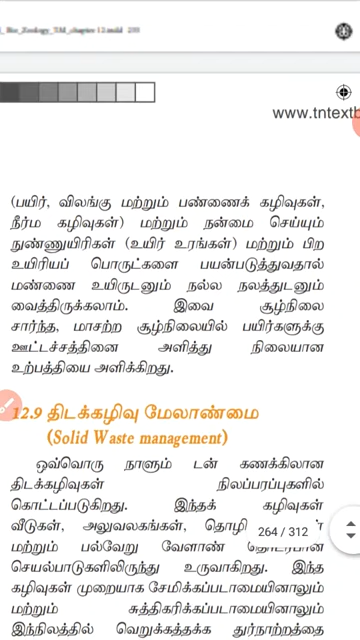 Bio_Zoology_TM_chapter 12.indd
www.tntextb
(பயிர், விலங்கு மற்றும் பண்ணைக் கழிவுகள்,
நீர்ம கழிவுகள்) மற்றும் நன்மை செய்யும்
நுண்ணுயிரிகள் (உயிர் உரங்கள்) மற்றும் பிற
உயிரியப் பொருட்களை பயன்படுத்துவதால்
மண்ணை உயிருடனும் நல்ல நலத்துடனும்
வைத்திருக்கலாம். இவை சூழ்நிலை
சார்ந்த, மாசற்ற சூழ்நிலையில் பயிர்களுக்கு
ஊட்டச்சத்தினை அளித்து நிலையான
உற்பத்தியை அளிக்கிறது.
12.9 திடக்கழிவு மேலாண்மை
(Solid Waste management)
ஒவ்வொரு நாளும் டன் கணக்கிலான
திடக்கழிவுகள் நிலப்பரப்புகளில்
கொட்டப்படுகிறது. இந்தக் கழிவுகள்
வீடுகள், அலுவலகங்கள், தொழி
264 / 312
மற்றும் பல்வேறு வேளாண்
செயல்பாடுகளிலிருந்து உருவாகிறது. இந்த
கழிவுகள் முறையாக சேமிக்கப்படாமையினாலும்
மற்றும் சுத்திகரிக்கப்படாமையினாலும்
இந்நிலத்தில் வெறுக்கத்தக்க துர்நாற்றத்தை